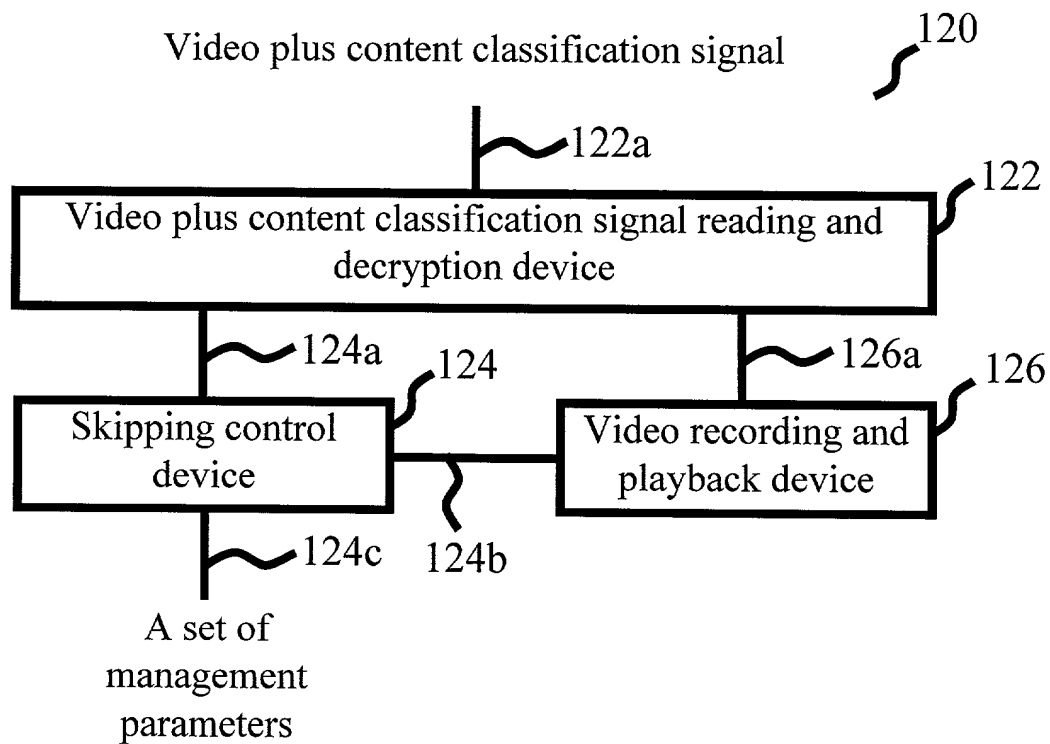 120
Video plus content classification signal
122a
122
Video plus content classification signal reading and
decryption device
124a
126a
124
126
Skipping control
device
Video recording and
playback device
124c
124b
A set of
management
parameters